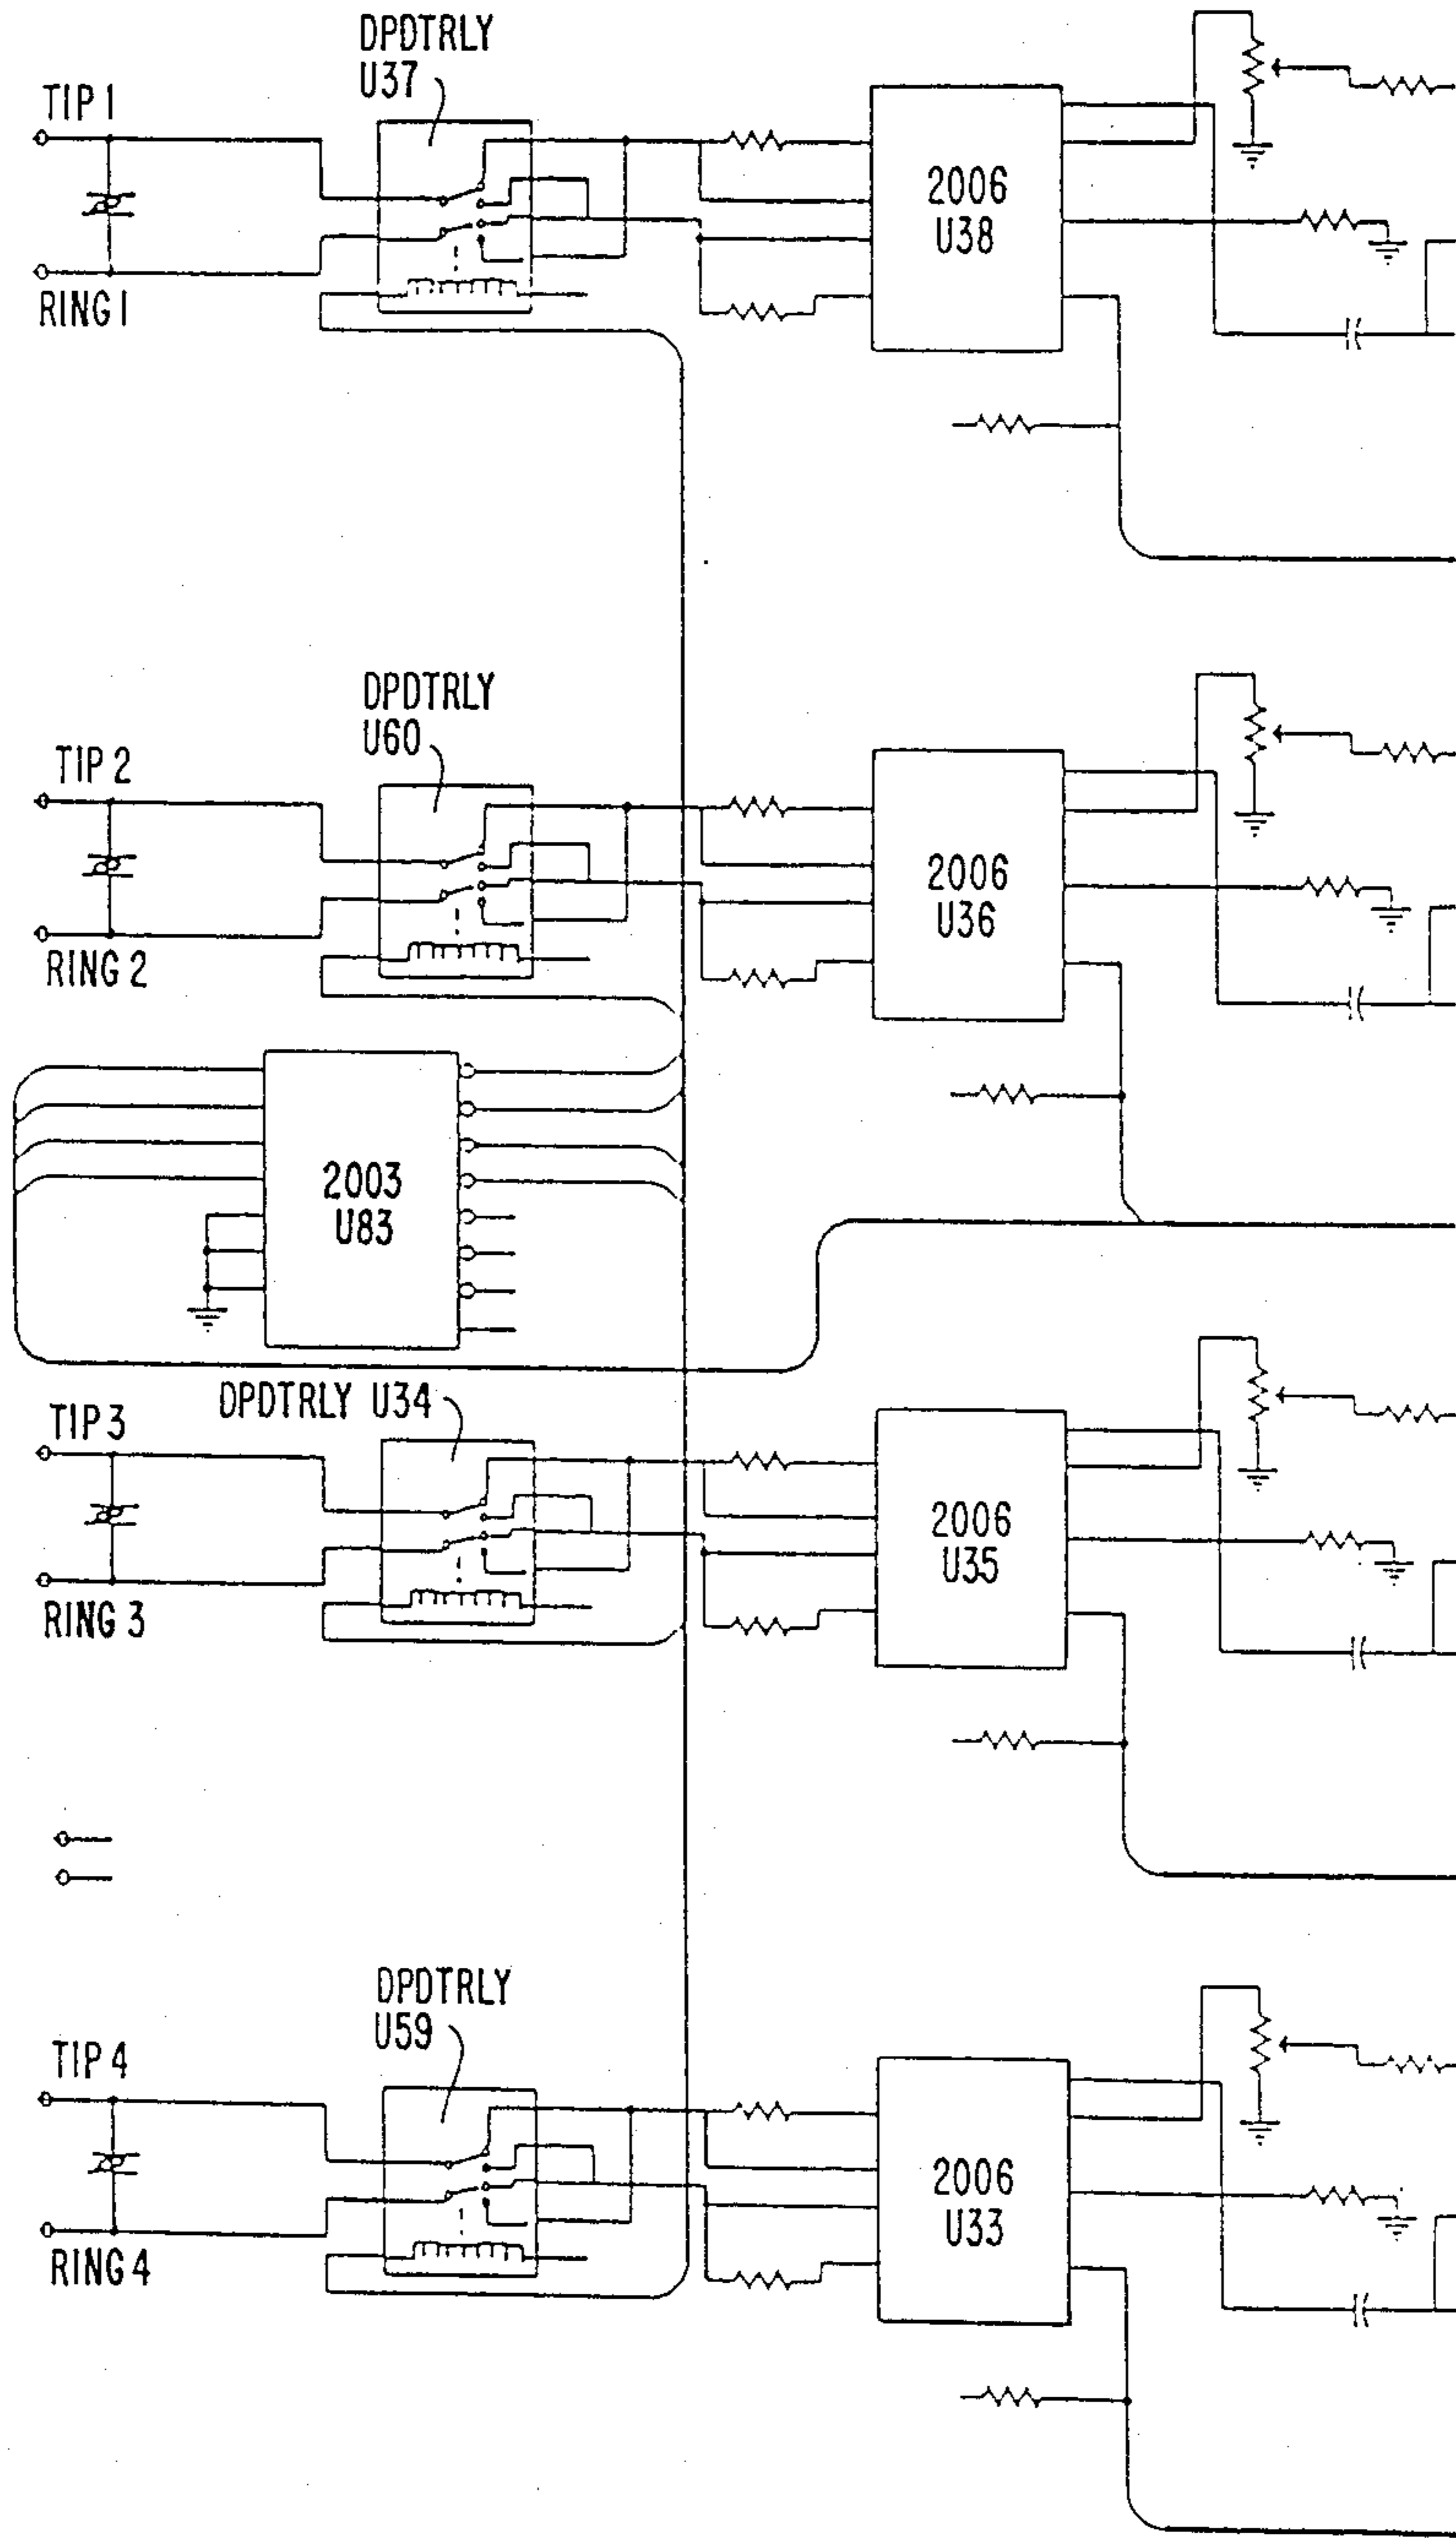 DPDTRLY
U37
TIP 1
RING 1
2006
U38
DPDTRLY
U60
TIP 2
RING 2
2006
U36
2003
U83
DPDTRLY U34
TIP 3
RING 3
2006
U35
DPDTRLY
U59
TIP 4
RING 4
2006
U33